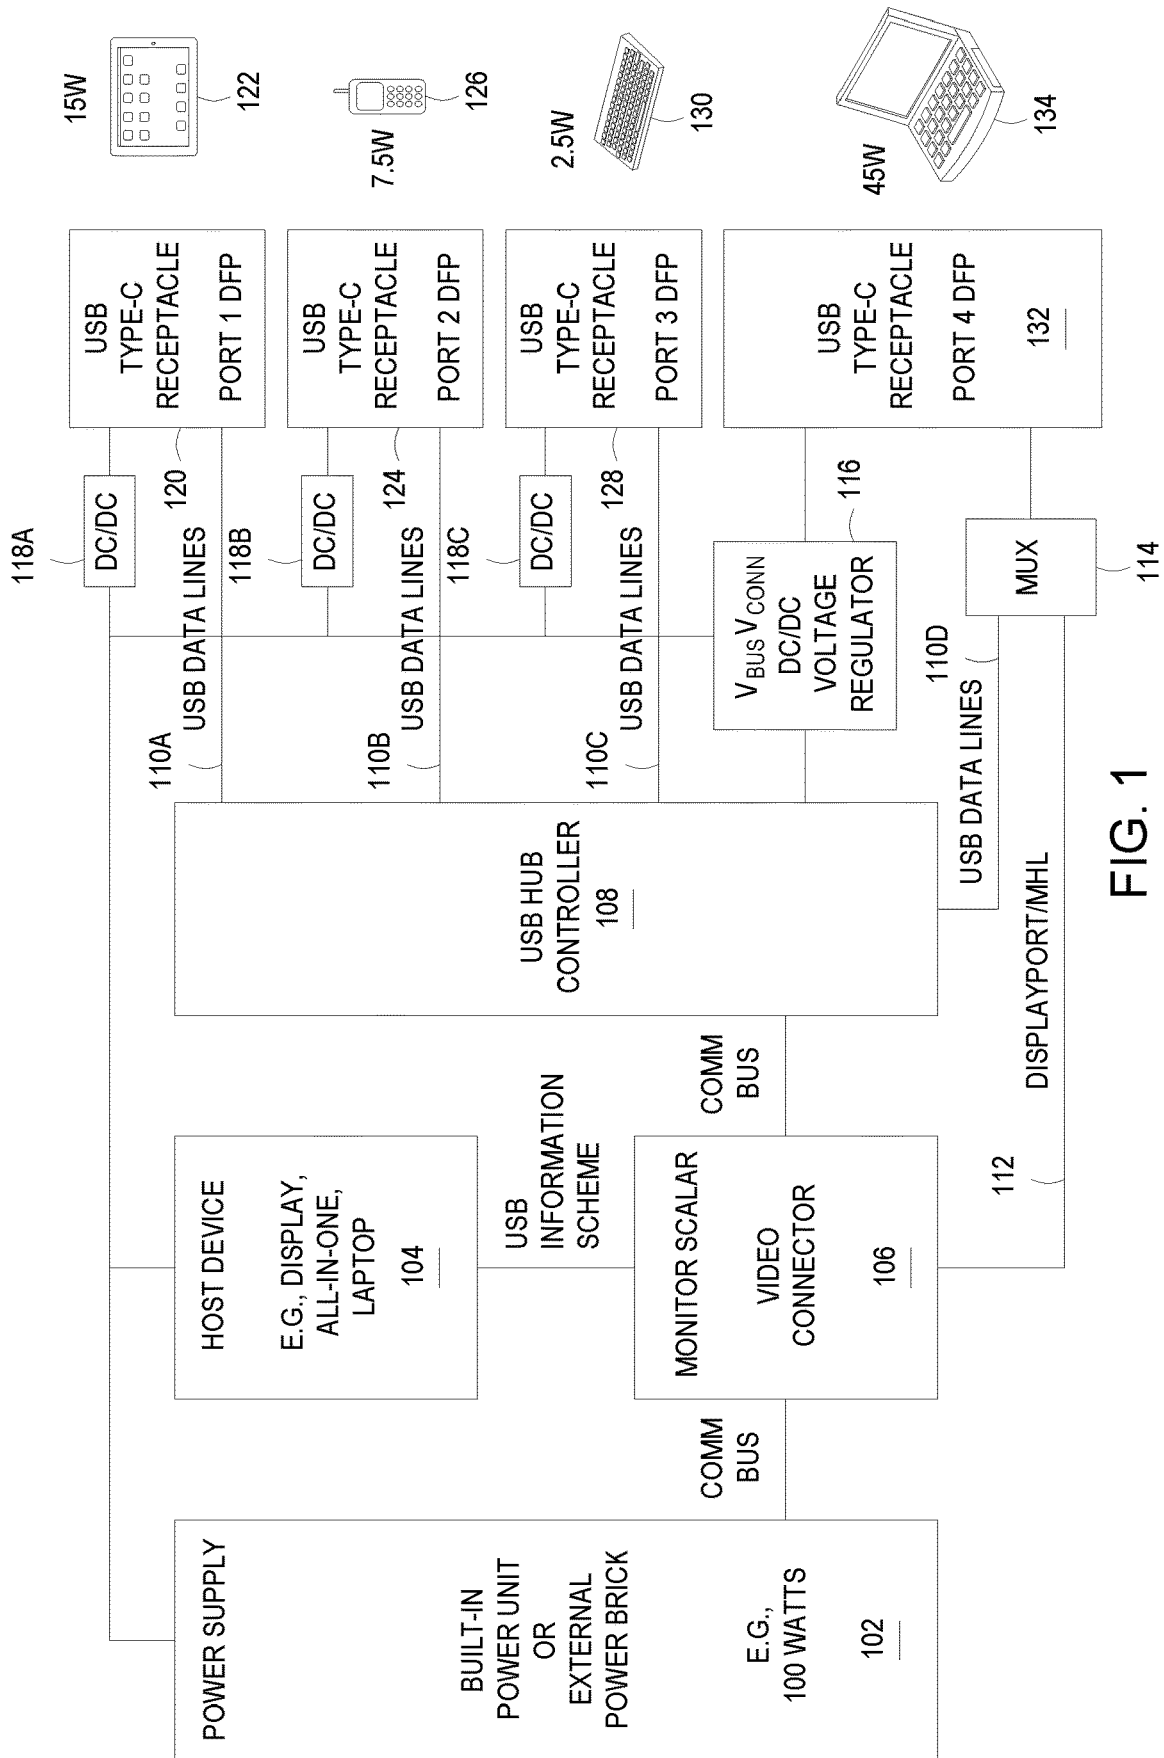 POWER SUPPLY
BUILT-IN
POWER UNIT
OR
EXTERNAL
POWER BRICK
E.G.,
100 WATTS
102
COMM
BUS
HOST DEVICE
E.G., DISPLAY,
ALL-IN-ONE,
LAPTOP
104
USB
INFORMATION
SCHEME
MONITOR SCALAR
VIDEO
CONNECTOR
106
112
COMM
BUS
DISPLAYPORT/MHL
USB HUB
CONTROLLER
108
110A
USB DATA LINES
110B
USB DATA LINES
110C
USB DATA LINES
USB DATA LINES
110D
118A
DC/DC
118B
DC/DC
118C
DC/DC
VBUS VCONN
DC/DC
VOLTAGE
REGULATOR
116
MUX
114
120
USB
TYPE-C
RECEPTACLE
PORT 1 DFP
124
USB
TYPE-C
RECEPTACLE
PORT 2 DFP
128
USB
TYPE-C
RECEPTACLE
PORT 3 DFP
USB
TYPE-C
RECEPTACLE
PORT 4 DFP
132
15W
122
7.5W
126
2.5W
130
45W
134
FIG. 1